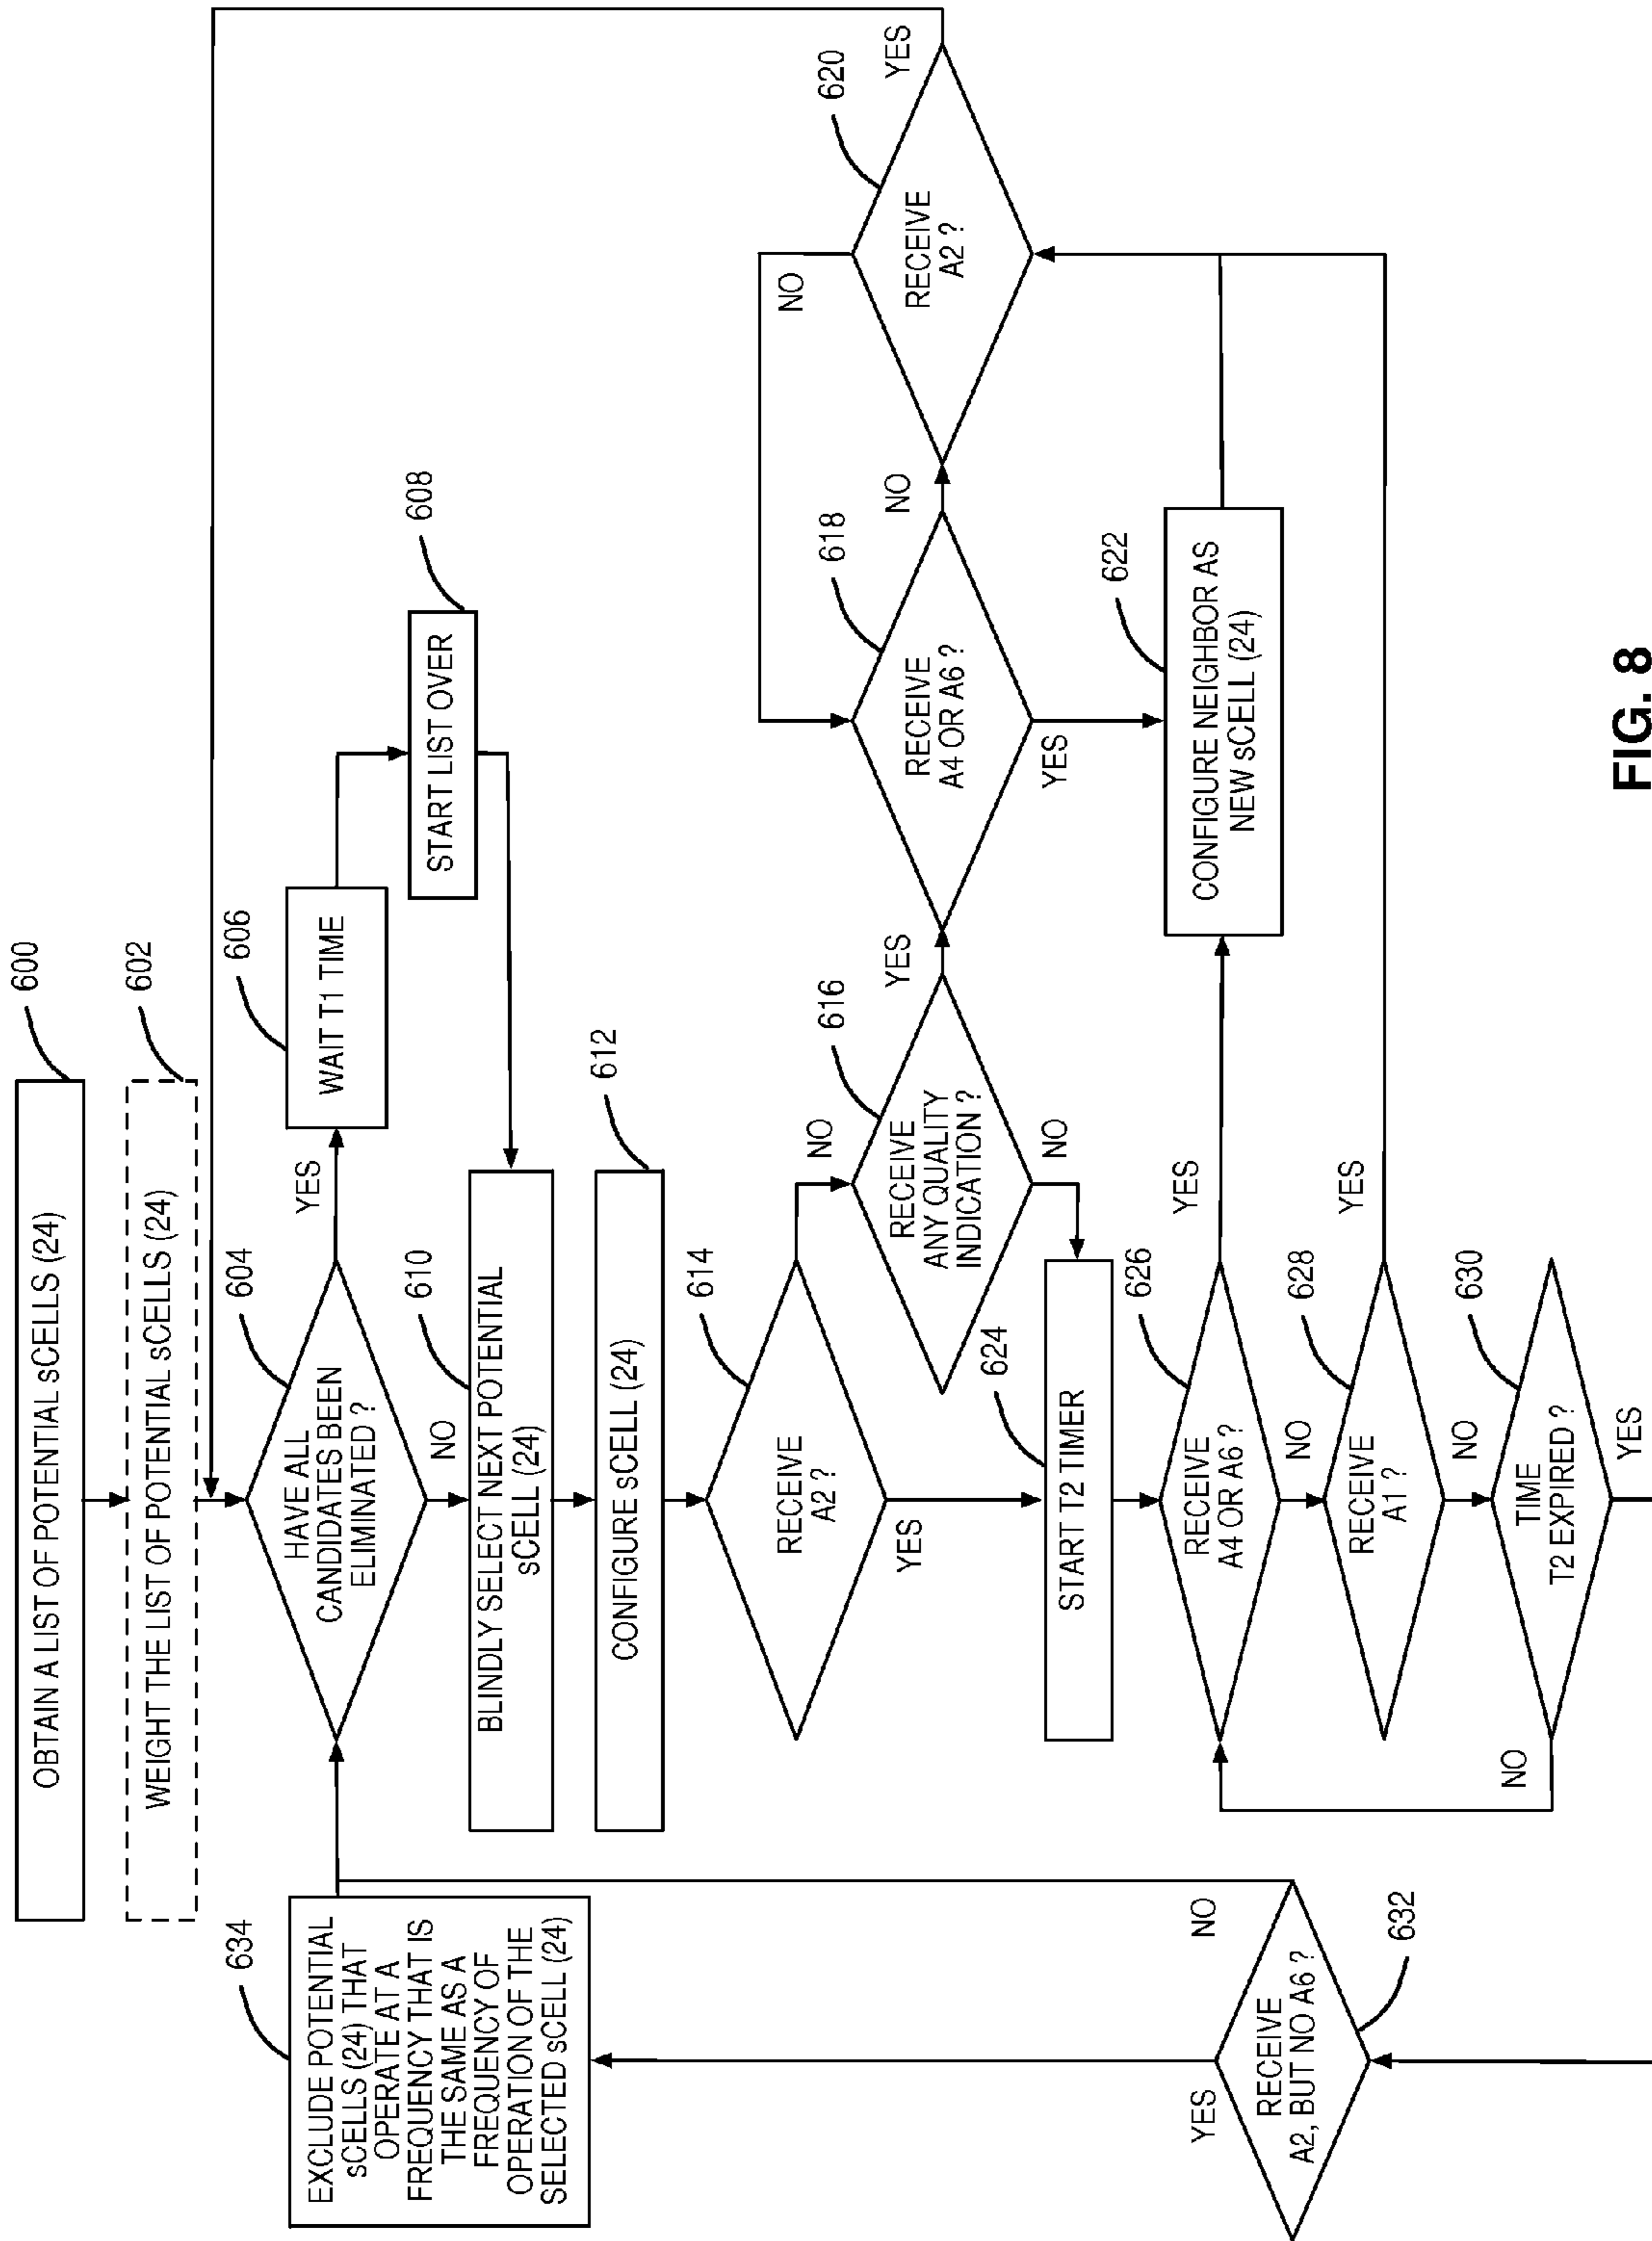 600
OBTAIN A LIST OF POTENTIAL sCELLS (24)
602
WEIGHT THE LIST OF POTENTIAL sCELLS (24)
604
HAVE ALL
CANDIDATES BEEN
ELIMINATED ?
YES
NO
606
WAIT T1 TIME
608
START LIST OVER
610
BLINDLY SELECT NEXT POTENTIAL
sCELL (24)
612
CONFIGURE sCELL (24)
614
RECEIVE
A2 ?
NO
YES
616
RECEIVE
ANY QUALITY
INDICATION ?
YES
NO
618
RECEIVE
A4 OR A6 ?
NO
YES
620
RECEIVE
A2 ?
NO
YES
622
CONFIGURE NEIGHBOR AS
NEW sCELL (24)
624
START T2 TIMER
626
RECEIVE
A4 OR A6 ?
YES
NO
628
RECEIVE
A1 ?
YES
NO
630
TIME
T2 EXPIRED ?
NO
YES
632
RECEIVE
A2, BUT NO A6 ?
NO
YES
634
EXCLUDE POTENTIAL
sCELLS (24) THAT
OPERATE AT A
FREQUENCY THAT IS
THE SAME AS A
FREQUENCY OF
OPERATION OF THE
SELECTED sCELL (24)
FIG. 8